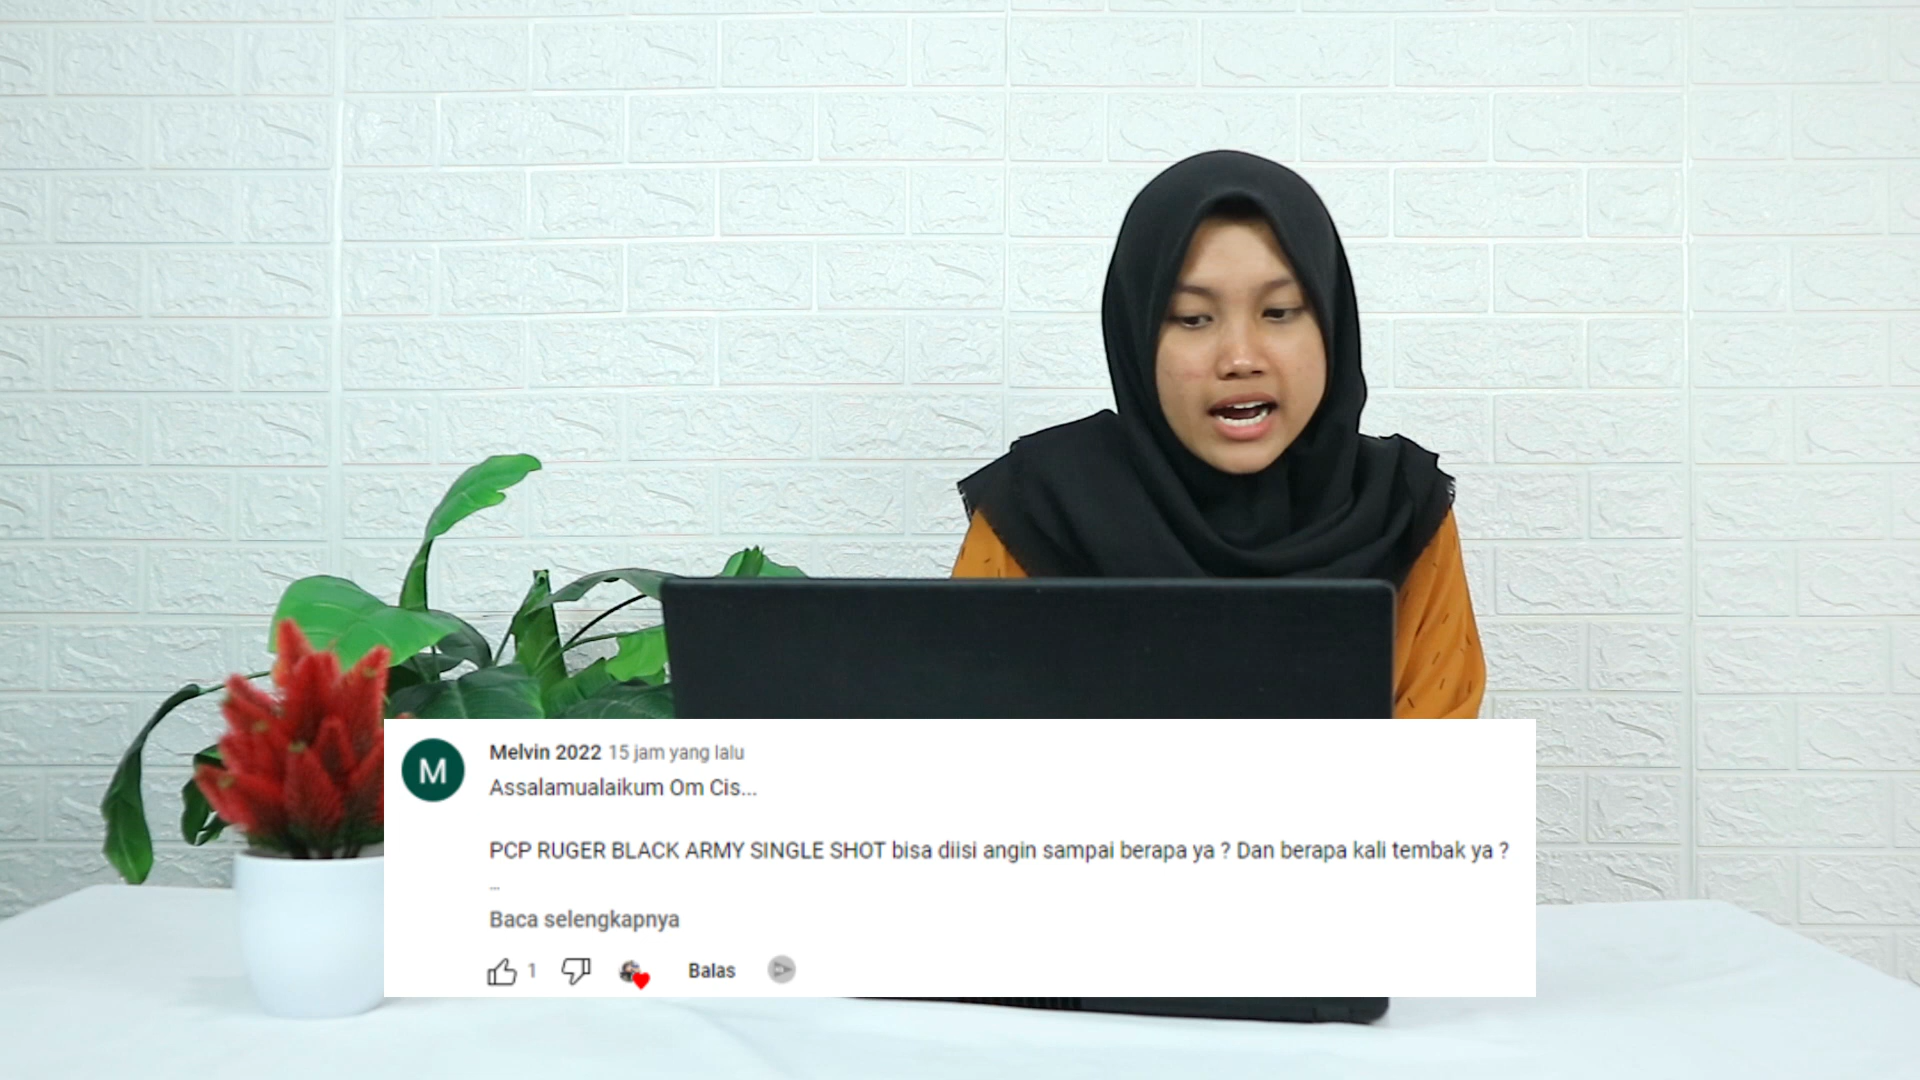 M
Melvin 2022 15 jam yang lalu
Assalamualaikum Om Cis...
PCP RUGER BLACK ARMY SINGLE SHOT bisa diisi angin sampai berapa ya ? Dan berapa kali tembak ya ?
...
Baca selengkapnya
1 Balas